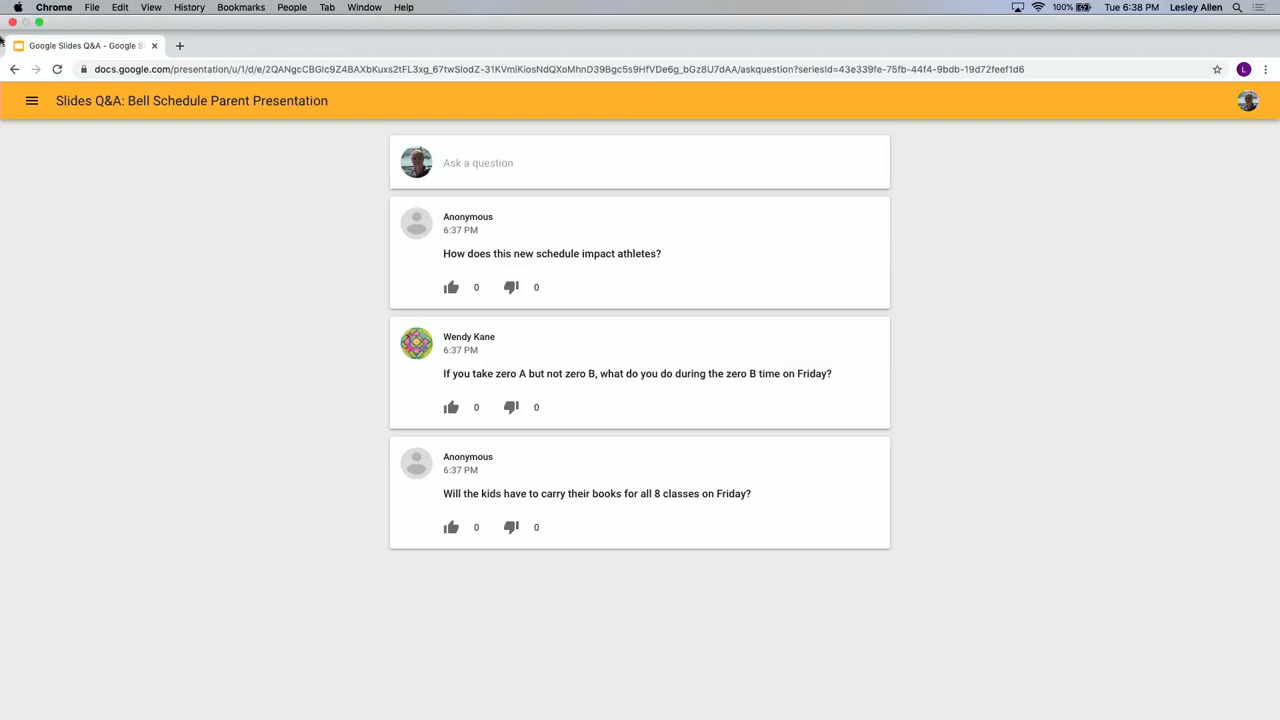 Chrome File Edit View History Bookmarks People Tab Window Help 100% Tue 6:38 PM Lesley Allen
Google Slides Q&A - Google S
docs.google.com/presentation/u/1/d/e/2QANgcCBGlc9Z4BAXbKuxs2tFL3xg_67twSlodZ-31KVmiKiosNdQXoMhnD39Bgc5s9HfVDe6g_bGz8U7dAA/askquestion?seriesId=43e339fe-75fb-44f4-9bdb-19d72feef1d6
L
Slides Q&A: Bell Schedule Parent Presentation
Ask a question
Anonymous
6:37 PM
How does this new schedule impact athletes?
0 0
Wendy Kane
6:37 PM
If you take zero A but not zero B, what do you do during the zero B time on Friday?
0 0
Anonymous
6:37 PM
Will the kids have to carry their books for all 8 classes on Friday?
0 0